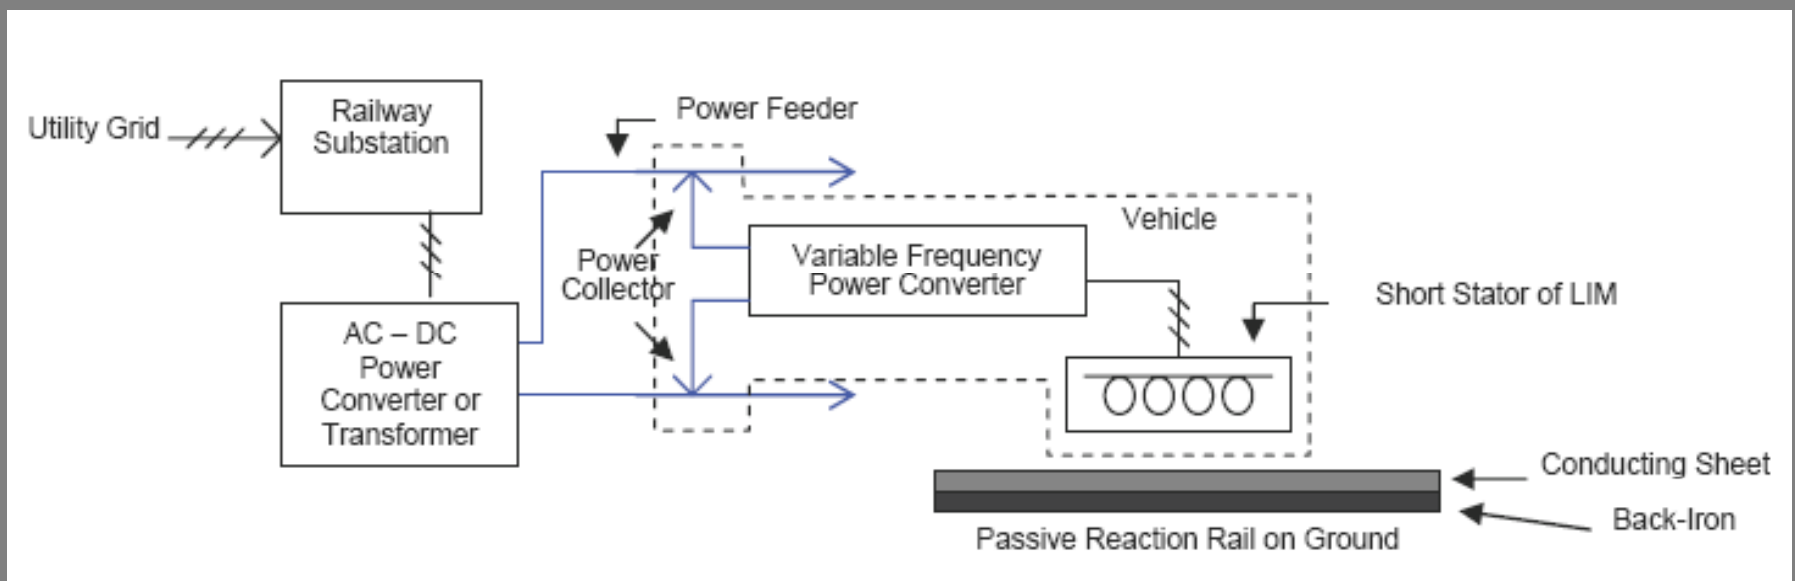 Utility Grid
Railway
Substation
Power Feeder
Vehicle
Power
Collector
Variable Frequency
Power Converter
AC – DC
Power
Converter or
Transformer
Short Stator of LIM
Conducting Sheet
Back-Iron
Passive Reaction Rail on Ground